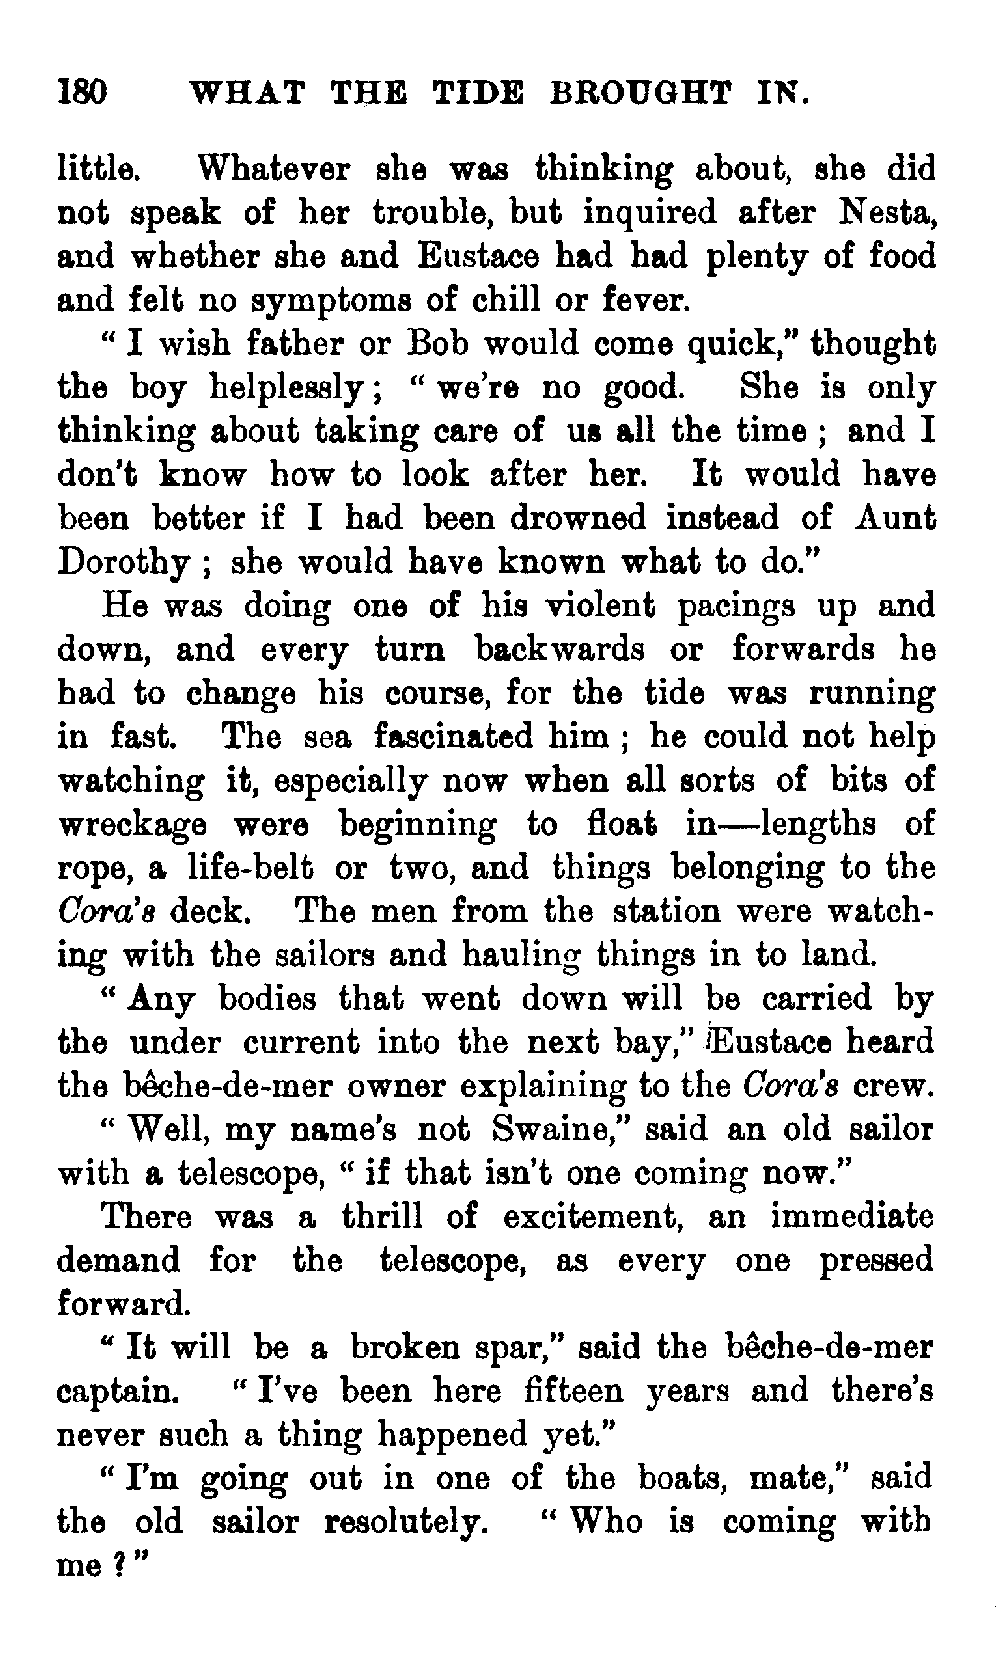 180 WHAT THE TIDE BROUGHT IN.
little. Whatever she was thinking about, she did
not speak of her trouble, but inquired after Nesta,
and whether she and Eustace had had plenty of food
and felt no symptoms of chill or fever.
" I wish father or Bob would come quick," thought
the boy helplessly ; " we're no good. She is only
thinking about taking care of us all the time ; and I
don't know how to look after her. It would have
been better if I had been drowned instead of Aunt
Dorothy ; she would have known what to do."
He was doing one of his violent pacings up and
down, and every turn backwards or forwards he
had to change his course, for the tide was running
in fast. The sea fascinated him ; he could not help
watching it, especially now when all sorts of bits of
wreckage were beginning to float in—lengths of
rope, a life-belt or two, and things belonging to the
Cora's deck. The men from the station were watch-
ing with the sailors and hauling things in to land.
" Any bodies that went down will be carried by
the under current into the next bay," Eustace heard
the bêche-de-mer owner explaining to the Cora's crew.
" Well, my name's not Swaine," said an old sailor
with a telescope, " if that isn't one coming now."
There was a thrill of excitement, an immediate
demand for the telescope, as every one pressed
forward.
" It will be a broken spar," said the bêche-de-mer
captain. " I've been here fifteen years and there's
never such a thing happened yet."
" I'm going out in one of the boats, mate," said
the old sailor resolutely. " Who is coming with
me ? "